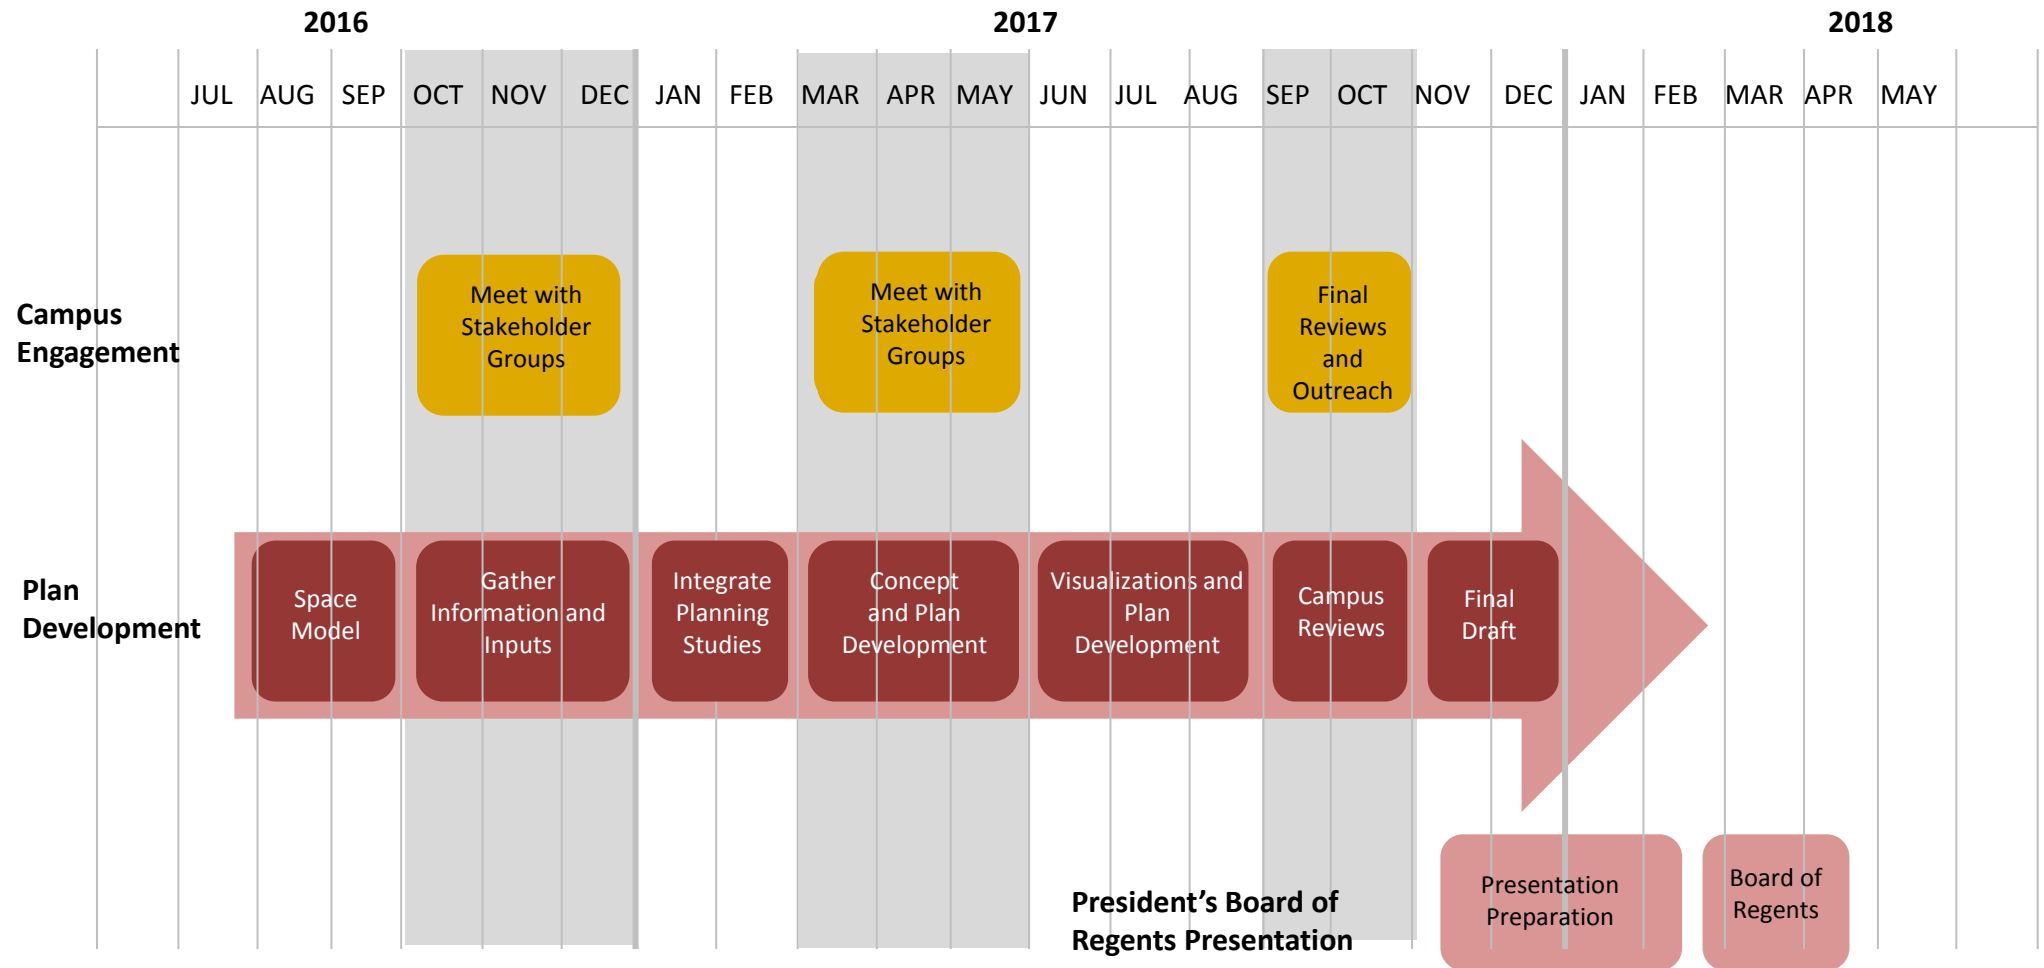 2016 2017 2018
JUL AUG SEP OCT NOV DEC JAN FEB MAR APR MAY JUN JUL AUG SEP OCT NOV DEC JAN FEB MAR APR MAY
Campus
Engagement
Meet with
Stakeholder
Groups
Meet with
Stakeholder
Groups
Final
Reviews
and
Outreach
Plan
Development
Space
Model
Gather
Information and
Inputs
Integrate
Planning
Studies
Concept
and Plan
Development
Visualizations and
Plan
Development
Campus
Reviews
Final
Draft
President’s Board of
Regents Presentation
Presentation
Preparation
Board of
Regents